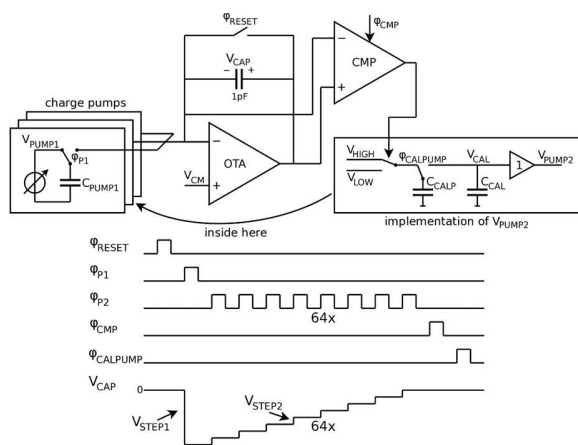 φRESET
φCMP
VCAP
− +
1pF
−
CMP
+
charge pumps
VPUMP1
φP1
CPUMP1
−
OTA
VCM
+
VHIGH
φCALPUMP
VCAL
VLOW
1
VPUMP2
CCALP
CCAL
inside here
implementation of VPUMP2
φRESET
φP1
φP2
64x
φCMP
φCALPUMP
VCAP
0
VSTEP1
VSTEP2
64x